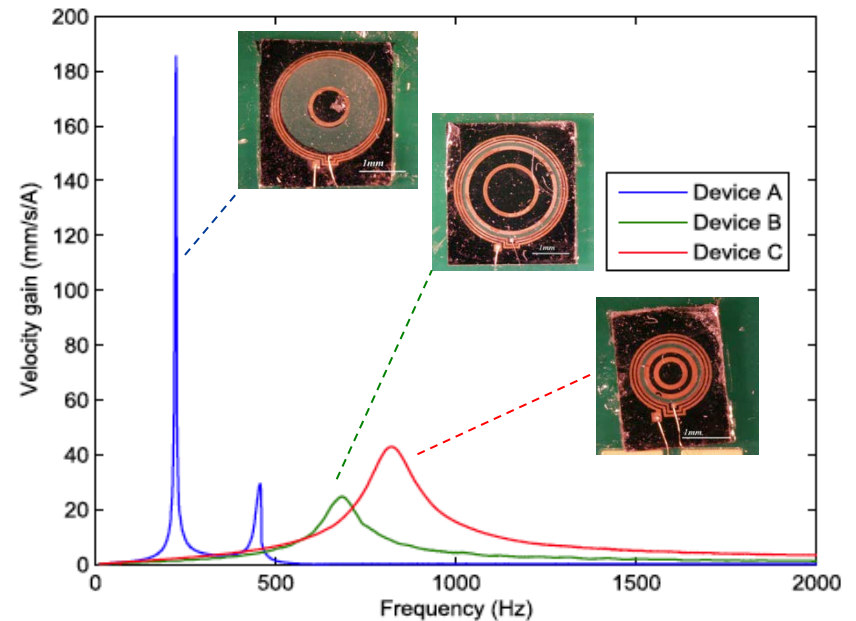 200
180
160
140
120
100
80
60
40
20
0
Velocity gain (mm/s/A)
0
500
1000
1500
2000
Frequency (Hz)
Device A
Device B
Device C
1mm
1mm
1mm